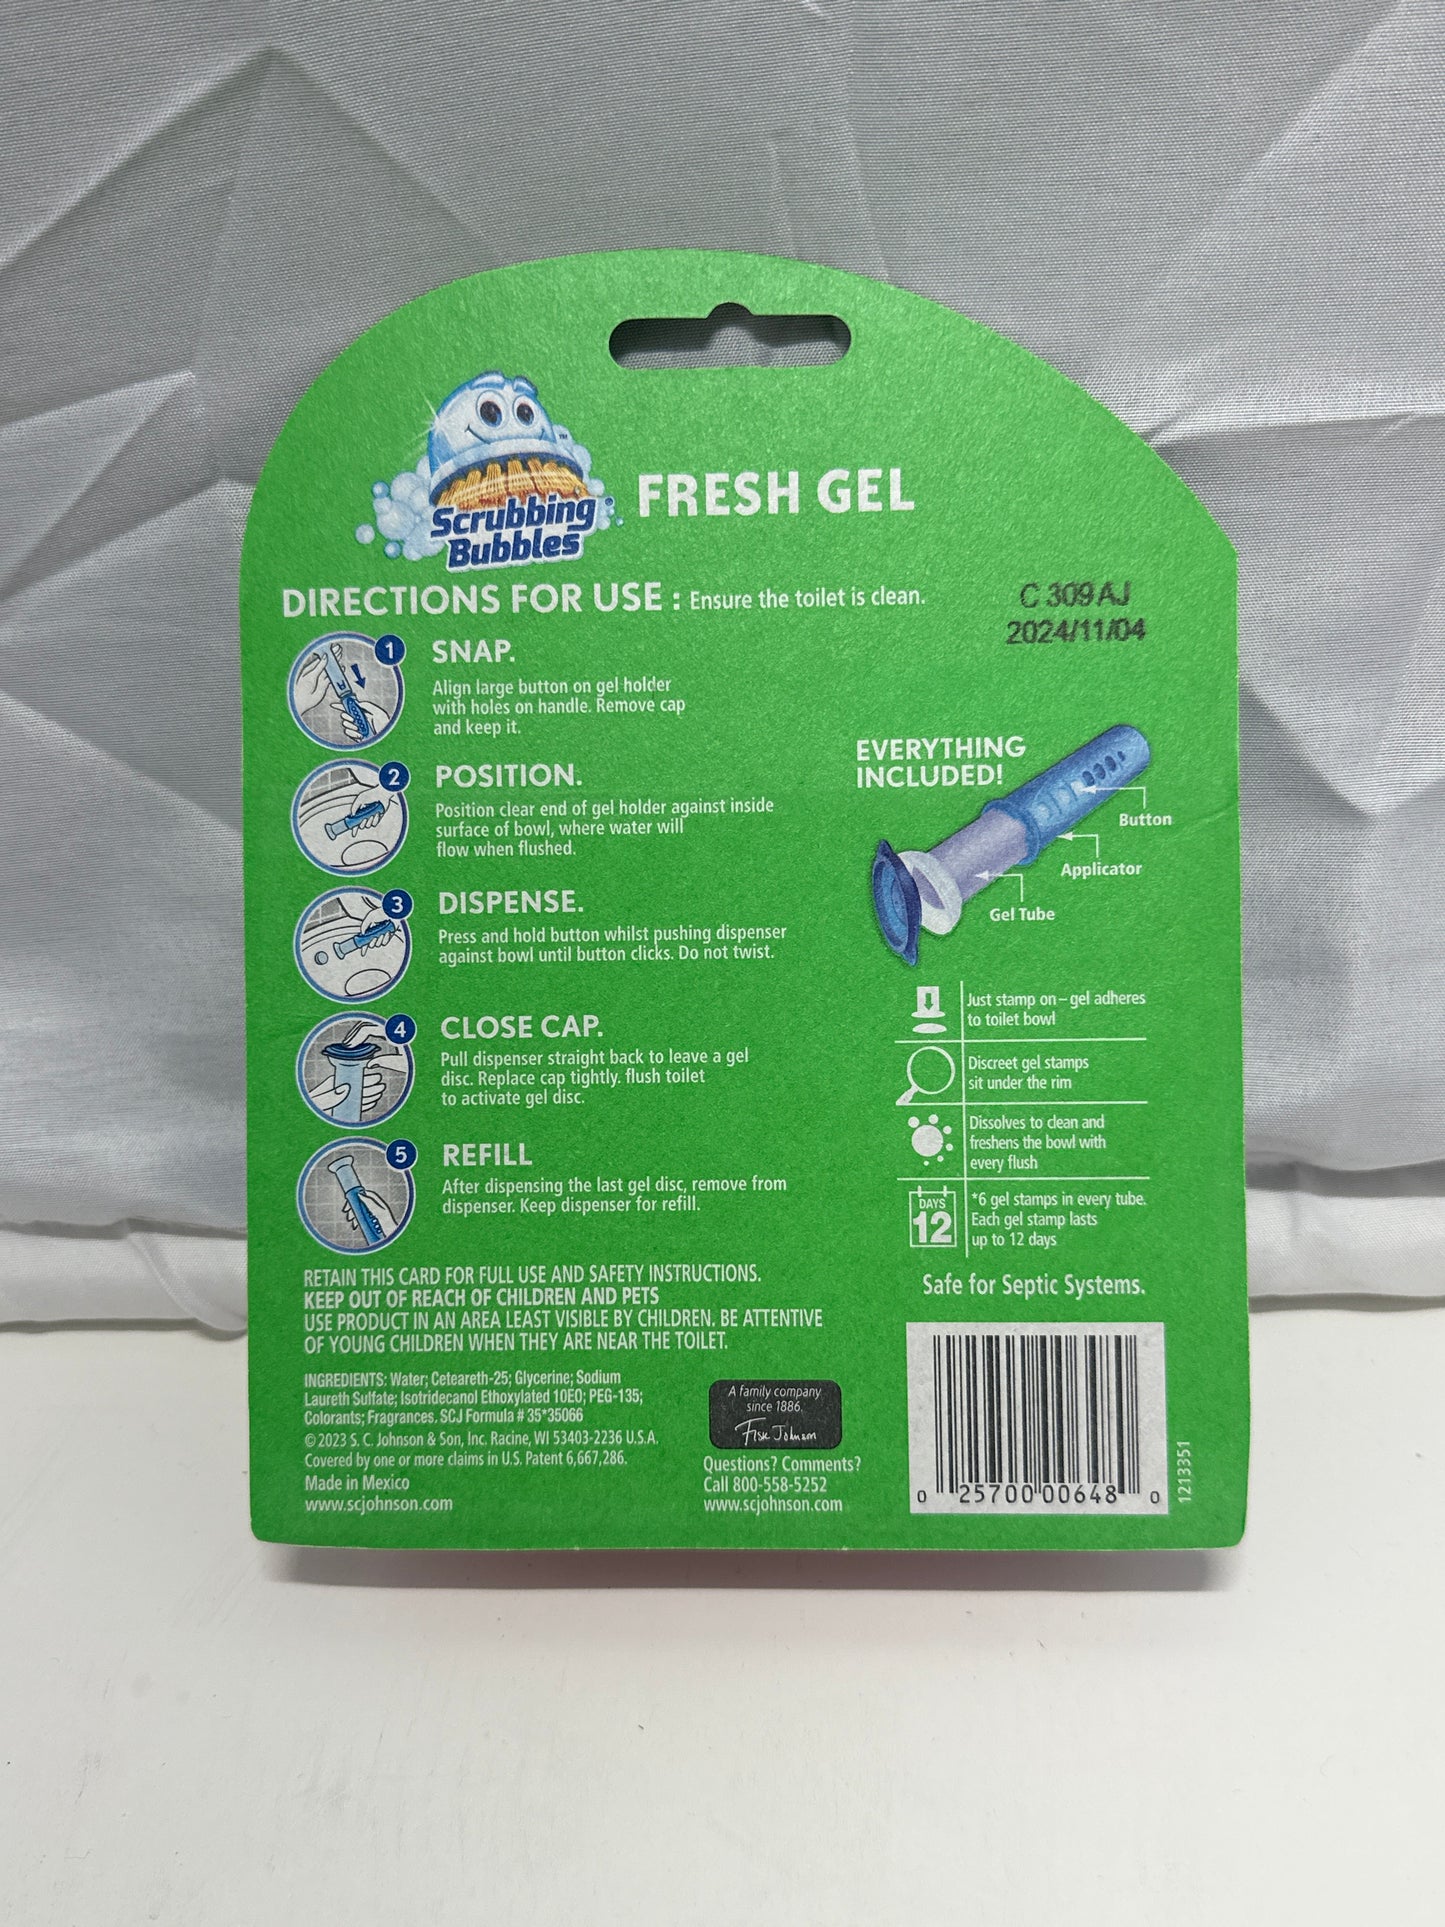 Scrubbing
Bubbles
TM
FRESH GEL
DIRECTIONS FOR USE : Ensure the toilet is clean.
C 309 AJ
2024/11/04
1
SNAP.
Align large button on gel holder
with holes on handle. Remove cap
and keep it.
2
POSITION.
Position clear end of gel holder against inside
surface of bowl, where water will
flow when flushed.
3
DISPENSE.
Press and hold button whilst pushing dispenser
against bowl until button clicks. Do not twist.
4
CLOSE CAP.
Pull dispenser straight back to leave a gel
disc. Replace cap tightly. flush toilet
to activate gel disc.
5
REFILL
After dispensing the last gel disc, remove from
dispenser. Keep dispenser for refill.
EVERYTHING
INCLUDED!
Button
Applicator
Gel Tube
Just stamp on – gel adheres
to toilet bowl
Discreet gel stamps
sit under the rim
Dissolves to clean and
freshens the bowl with
every flush
DAYS
12
*6 gel stamps in every tube.
Each gel stamp lasts
up to 12 days
Safe for Septic Systems.
RETAIN THIS CARD FOR FULL USE AND SAFETY INSTRUCTIONS.
KEEP OUT OF REACH OF CHILDREN AND PETS
USE PRODUCT IN AN AREA LEAST VISIBLE BY CHILDREN. BE ATTENTIVE
OF YOUNG CHILDREN WHEN THEY ARE NEAR THE TOILET.
INGREDIENTS: Water; Ceteareth-25; Glycerine; Sodium
Laureth Sulfate; Isotridecanol Ethoxylated 10EO; PEG-135;
Colorants; Fragrances. SCJ Formula # 35*35066
© 2023 S. C. Johnson & Son, Inc. Racine, WI 53403-2236 U.S.A.
Covered by one or more claims in U.S. Patent 6,667,286.
Made in Mexico
www.scjohnson.com
A family company
since 1886.
Fisk Johnson
Questions? Comments?
Call 800-558-5252
www.scjohnson.com
0 25700 00648 0
1213351